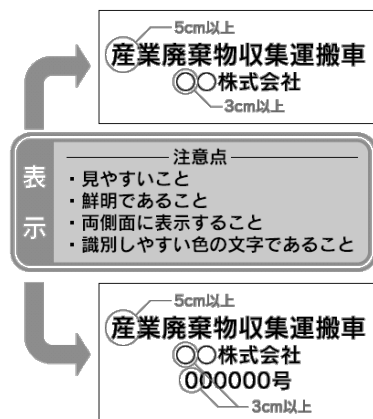 5cm以上
産業廃棄物収集運搬車
○○株式会社
3cm以上
表示
注意点
・見やすいこと
・鮮明であること
・両側面に表示すること
・識別しやすい色の文字であること
5cm以上
産業廃棄物収集運搬車
○○株式会社
000000号
3cm以上